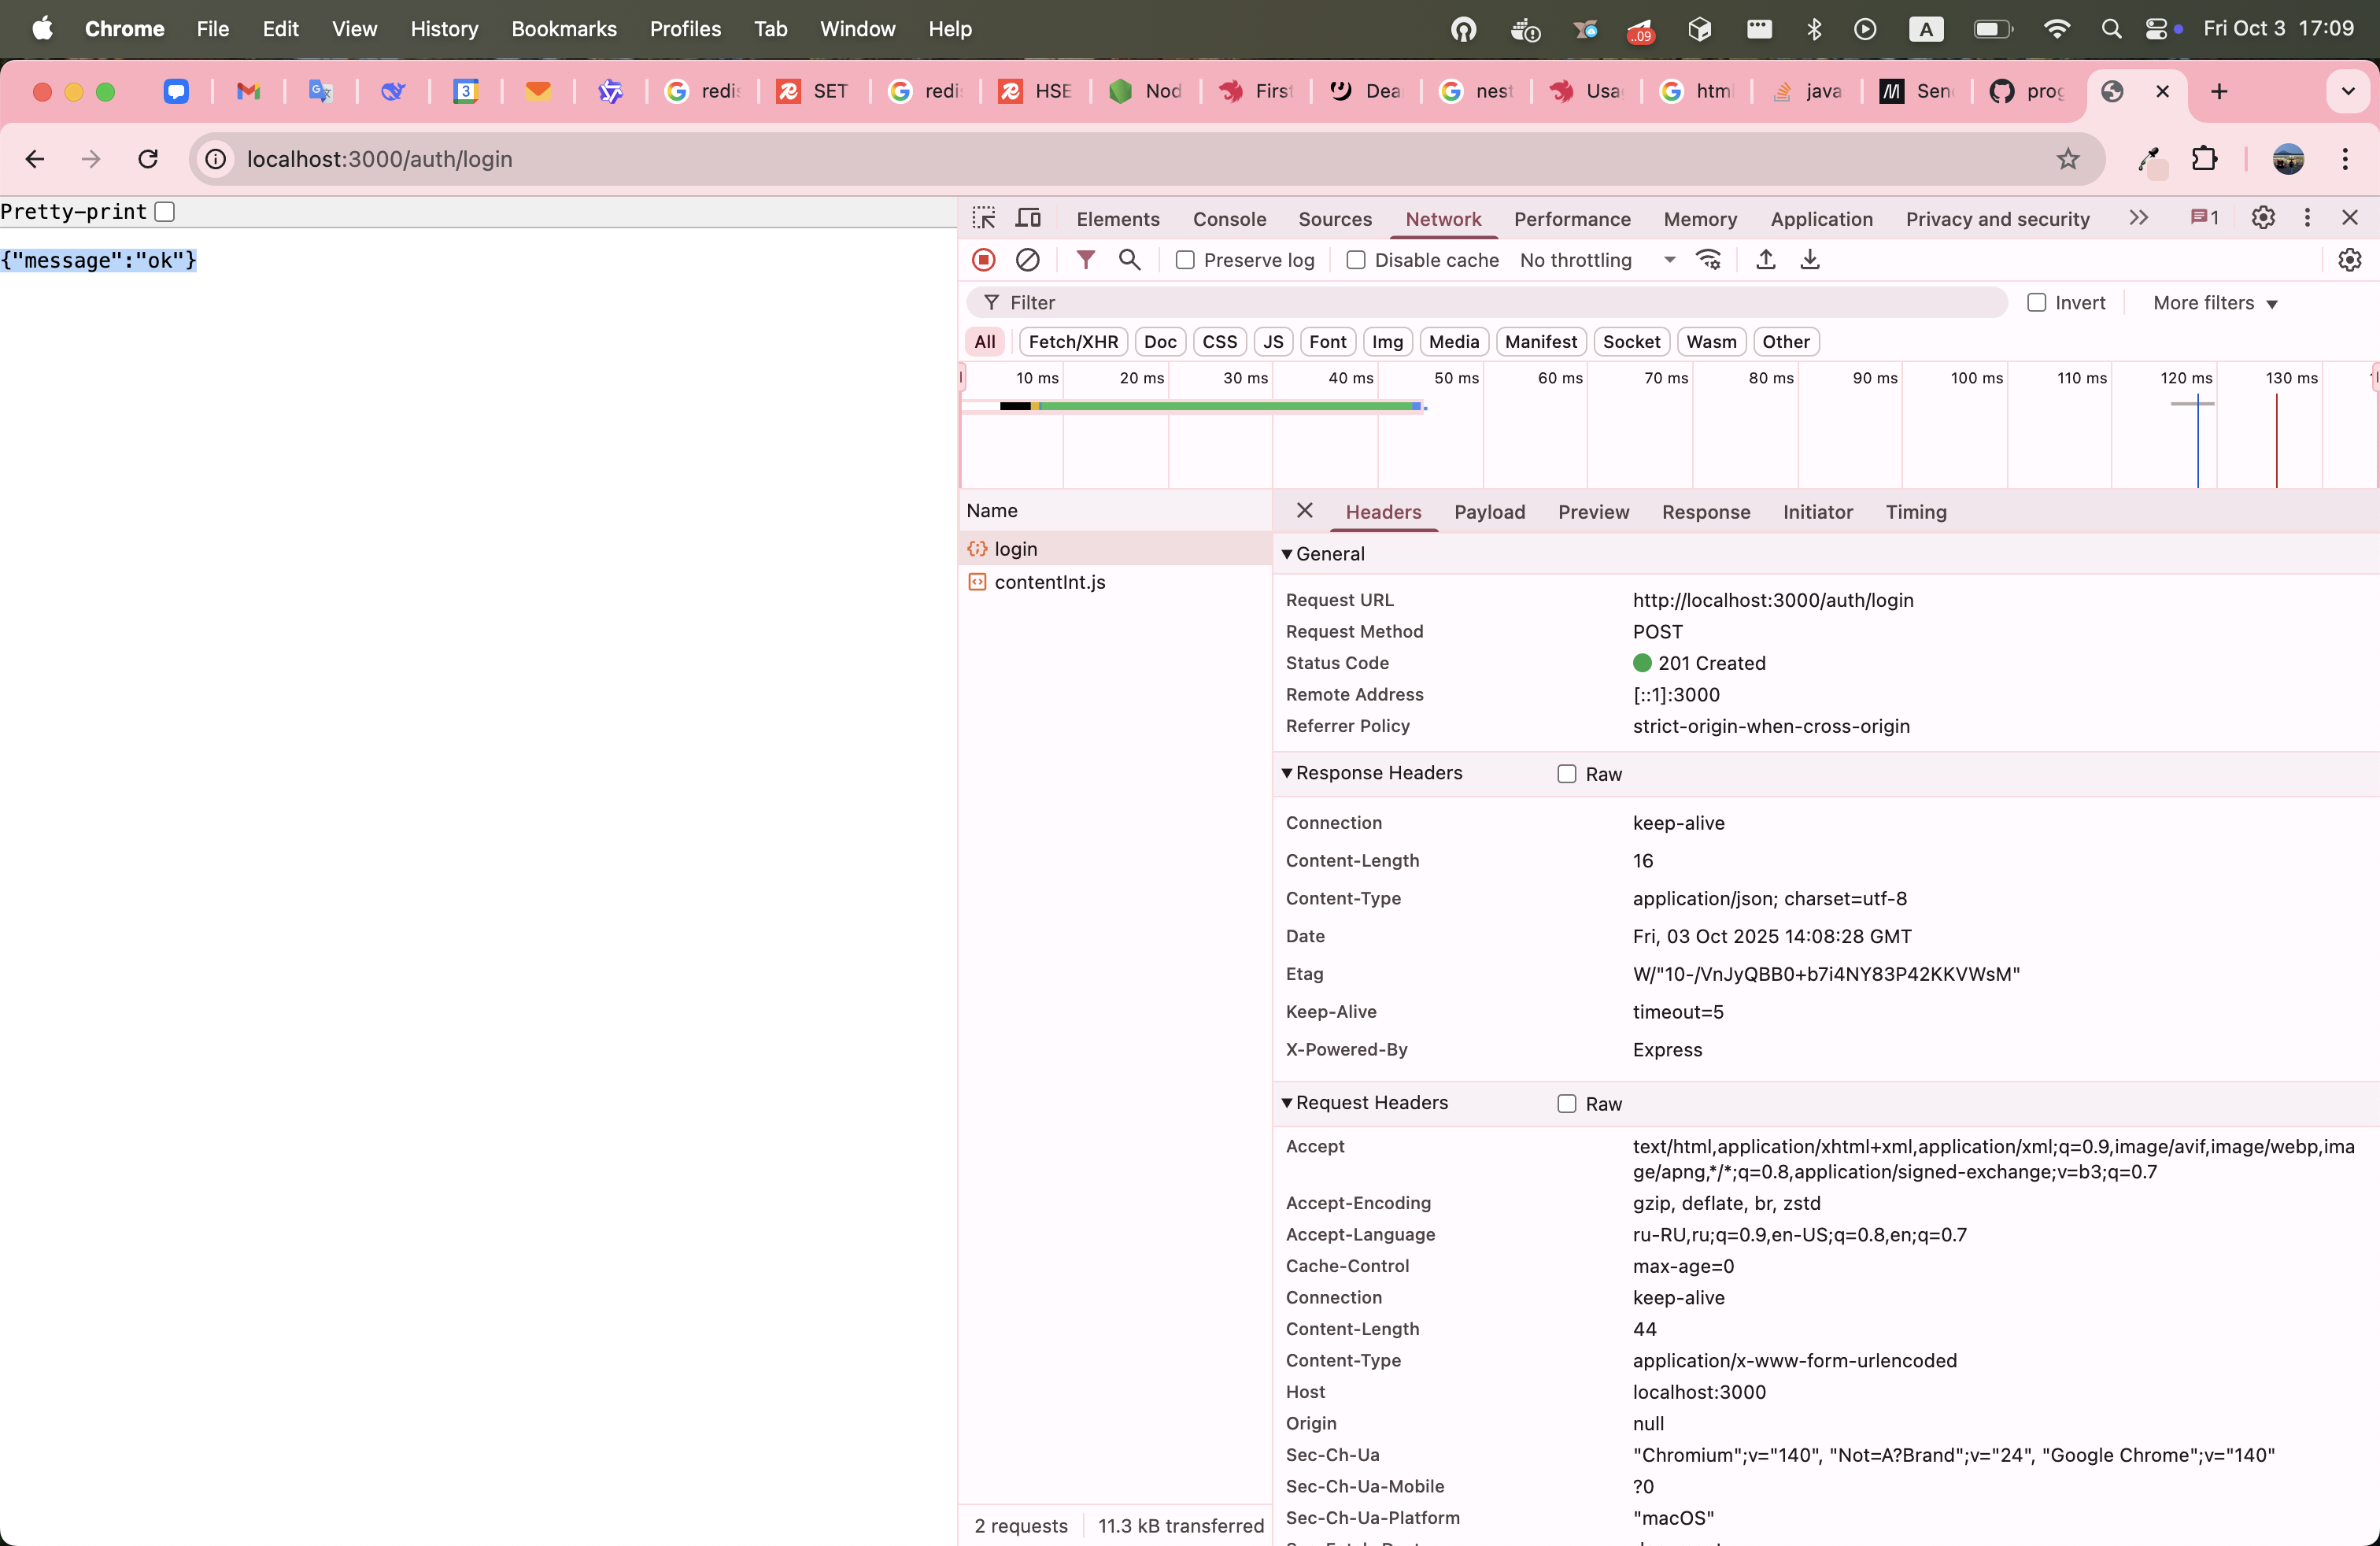 Chrome File Edit View History Bookmarks Profiles Tab Window Help ..09 A Fri Oct 3 17:09
3 redis SET redi HSE Nod First Dea nest Usa html java Sen prog
localhost:3000/auth/login
Pretty-print
{"message":"ok"}
Elements Console Sources Network Performance Memory Application Privacy and security 1
Preserve log Disable cache No throttling
Filter Invert More filters
All Fetch/XHR Doc CSS JS Font Img Media Manifest Socket Wasm Other
10 ms 20 ms 30 ms 40 ms 50 ms 60 ms 70 ms 80 ms 90 ms 100 ms 110 ms 120 ms 130 ms
Name
login
contentInt.js
2 requests 11.3 kB transferred
Headers Payload Preview Response Initiator Timing
General
Request URL http://localhost:3000/auth/login
Request Method POST
Status Code 201 Created
Remote Address [::1]:3000
Referrer Policy strict-origin-when-cross-origin
Response Headers Raw
Connection keep-alive
Content-Length 16
Content-Type application/json; charset=utf-8
Date Fri, 03 Oct 2025 14:08:28 GMT
Etag W/"10-/VnJyQBB0+b7i4NY83P42KKVWsM"
Keep-Alive timeout=5
X-Powered-By Express
Request Headers Raw
Accept text/html,application/xhtml+xml,application/xml;q=0.9,image/avif,image/webp,ima
ge/apng,*/*;q=0.8,application/signed-exchange;v=b3;q=0.7
Accept-Encoding gzip, deflate, br, zstd
Accept-Language ru-RU,ru;q=0.9,en-US;q=0.8,en;q=0.7
Cache-Control max-age=0
Connection keep-alive
Content-Length 44
Content-Type application/x-www-form-urlencoded
Host localhost:3000
Origin null
Sec-Ch-Ua "Chromium";v="140", "Not=A?Brand";v="24", "Google Chrome";v="140"
Sec-Ch-Ua-Mobile ?0
Sec-Ch-Ua-Platform "macOS"